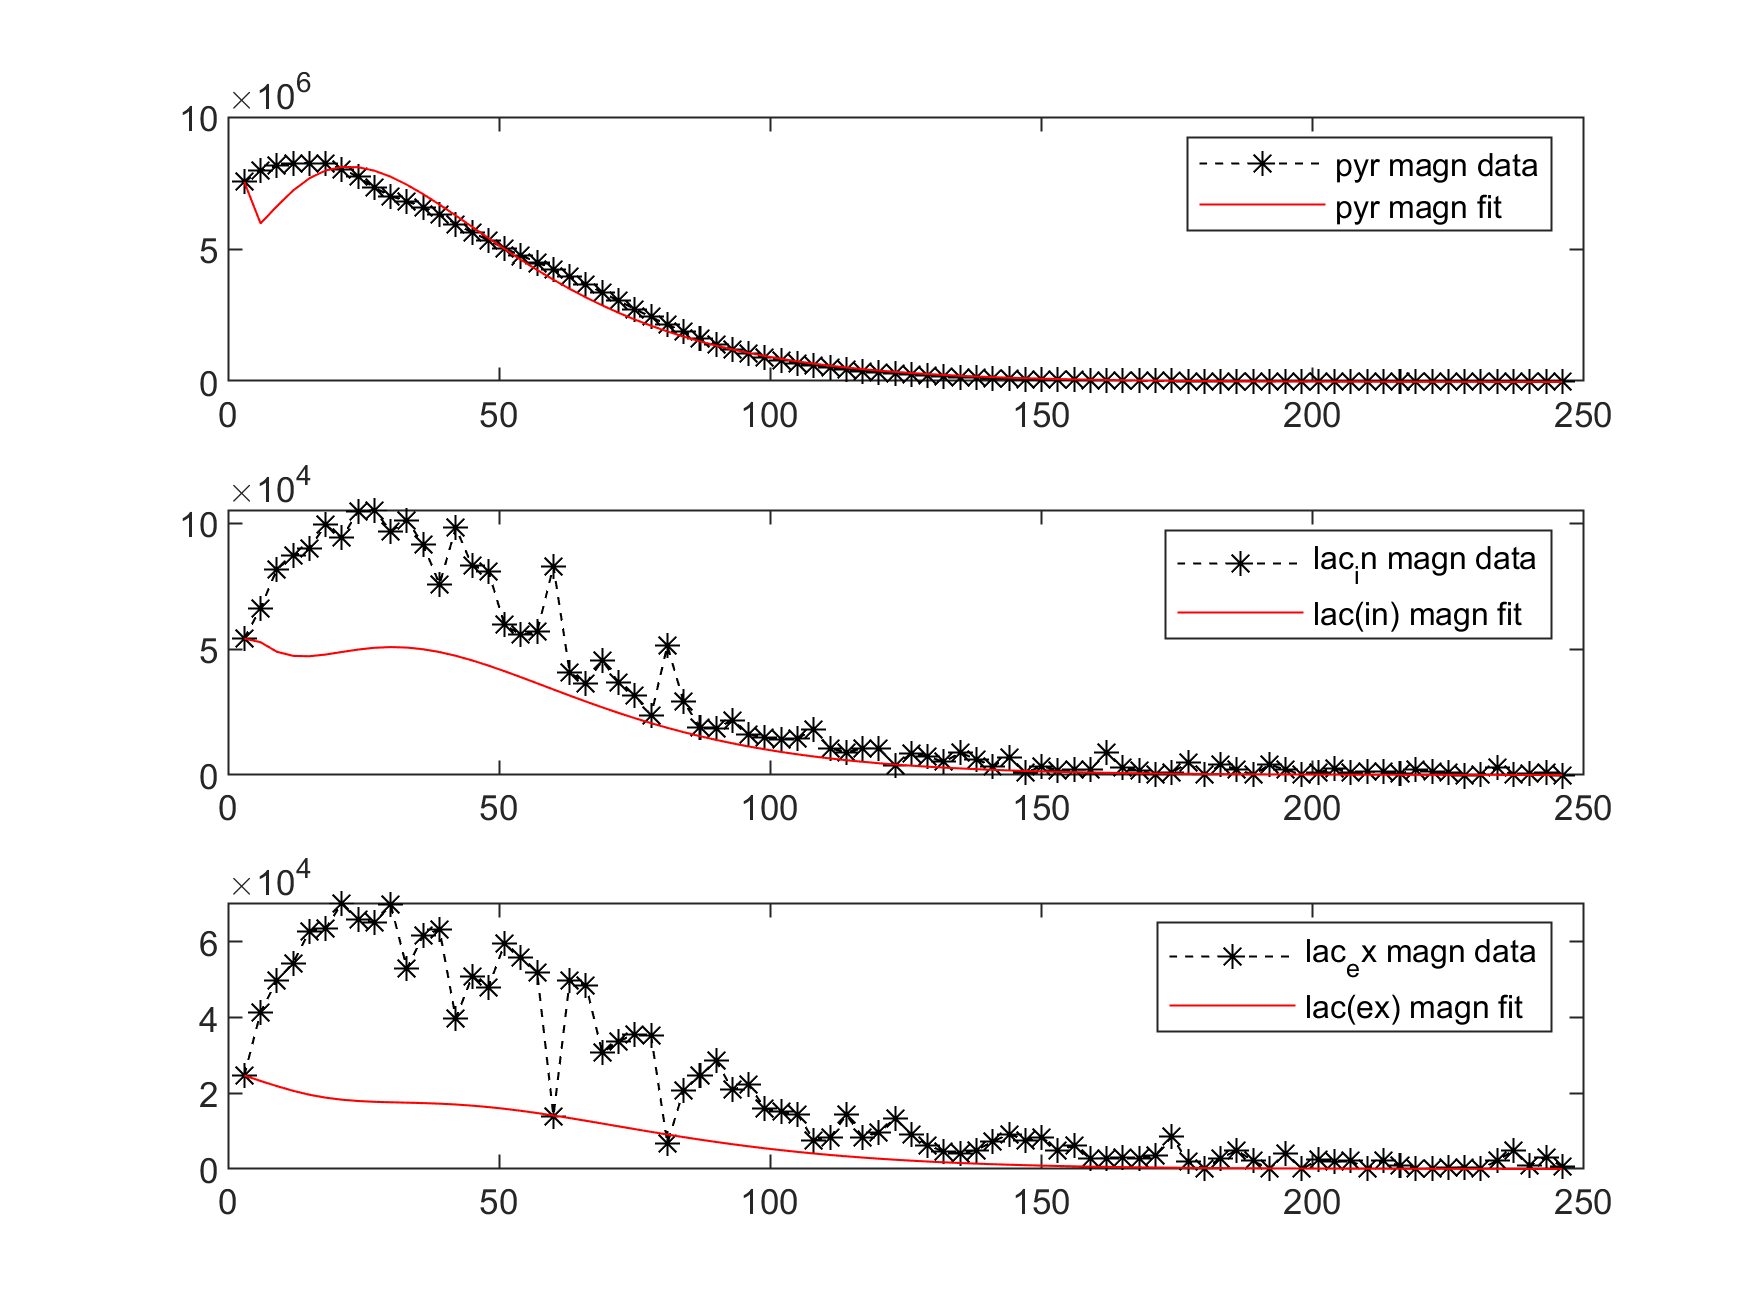 ×10^6
10
5
0
0 50 100 150 200 250
pyr magn data
pyr magn fit
×10^4
10
5
0
0 50 100 150 200 250
lac_in magn data
lac(in) magn fit
×10^4
6
4
2
0
0 50 100 150 200 250
lac_ex magn data
lac(ex) magn fit